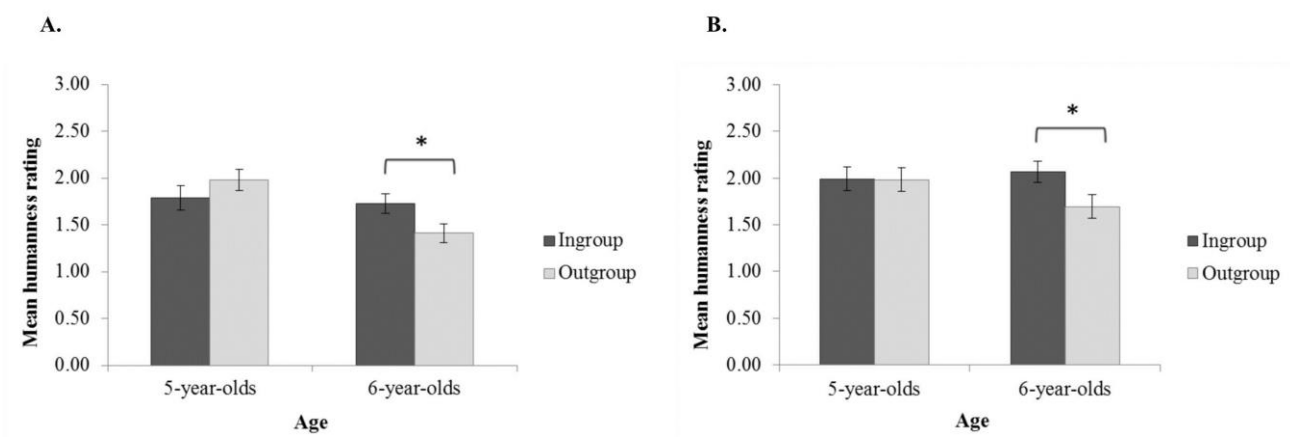 A.
Mean humanness rating
3.00
2.50
2.00
1.50
1.00
0.50
0.00
*
5-year-olds
6-year-olds
Age
Ingroup
Outgroup
B.
Mean humanness rating
3.00
2.50
2.00
1.50
1.00
0.50
0.00
*
5-year-olds
6-year-olds
Age
Ingroup
Outgroup